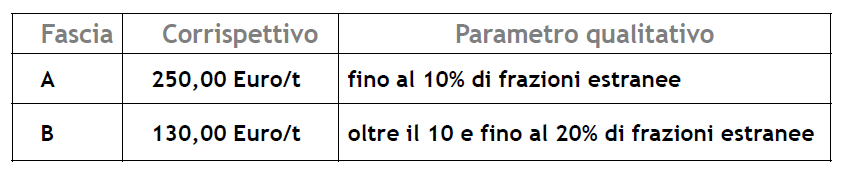 Fascia Corrispettivo Parametro qualitativo
A 250,00 Euro/t fino al 10% di frazioni estranee
B 130,00 Euro/t oltre il 10 e fino al 20% di frazioni estranee